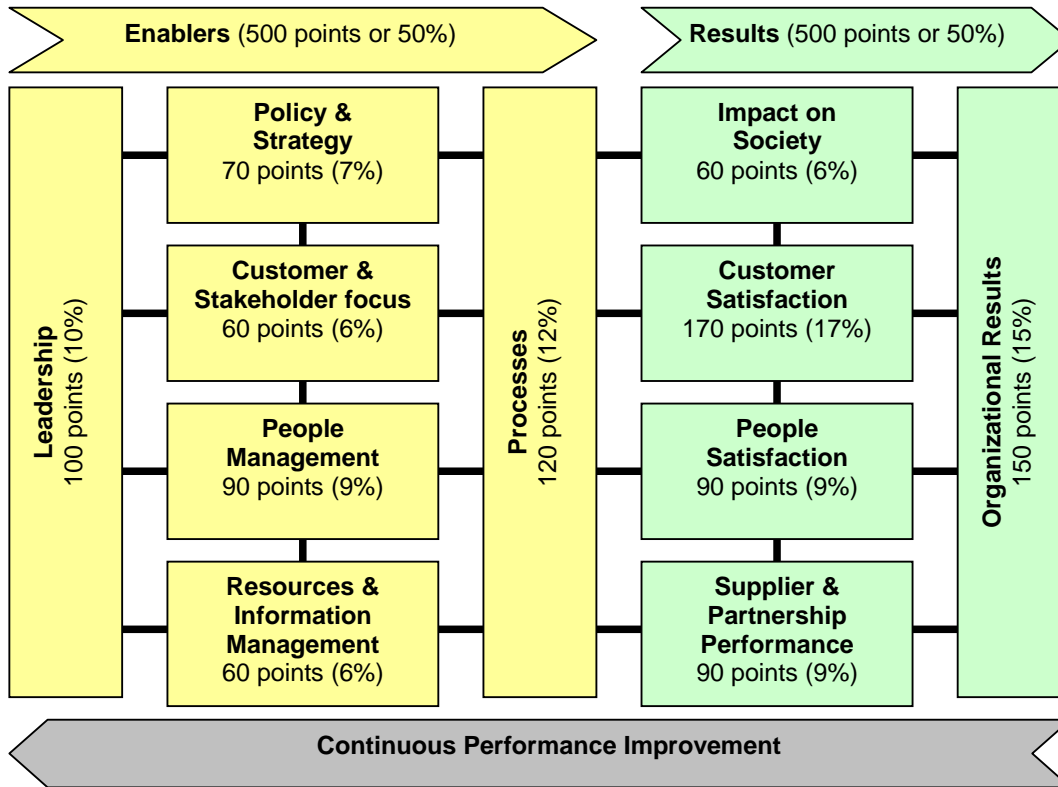 Enablers (500 points or 50%)
Results (500 points or 50%)
Leadership
100 points (10%)
Policy &
Strategy
70 points (7%)
Customer &
Stakeholder focus
60 points (6%)
People
Management
90 points (9%)
Resources &
Information
Management
60 points (6%)
Processes
120 points (12%)
Impact on
Society
60 points (6%)
Customer
Satisfaction
170 points (17%)
People
Satisfaction
90 points (9%)
Supplier &
Partnership
Performance
90 points (9%)
Organizational Results
150 points (15%)
Continuous Performance Improvement